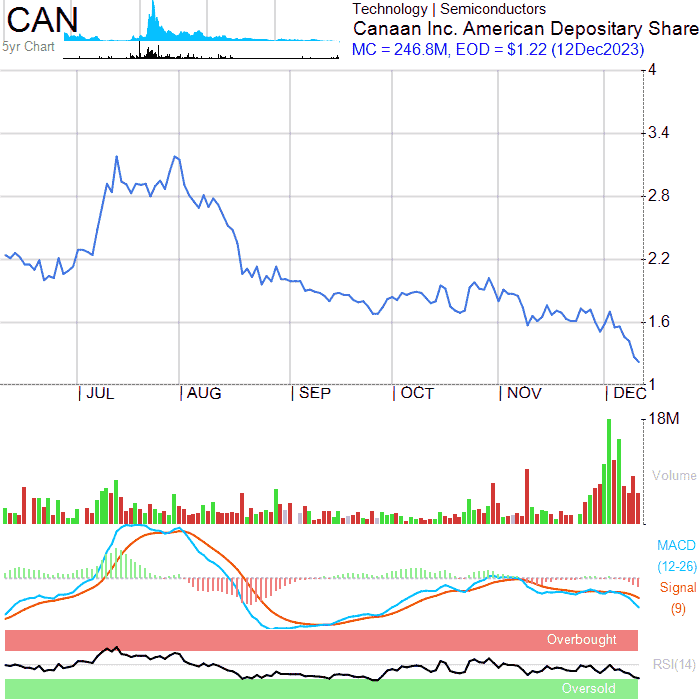 CAN
5yr Chart
Technology | Semiconductors
Canaan Inc. American Depositary Share
MC = 246.8M, EOD = $1.22 (12Dec2023)
4
3.4
2.8
2.2
1.6
1
| JUL | AUG | SEP | OCT | NOV | DEC
18M
Volume
MACD
(12-26)
Signal
(9)
Overbought
RSI(14)
Oversold